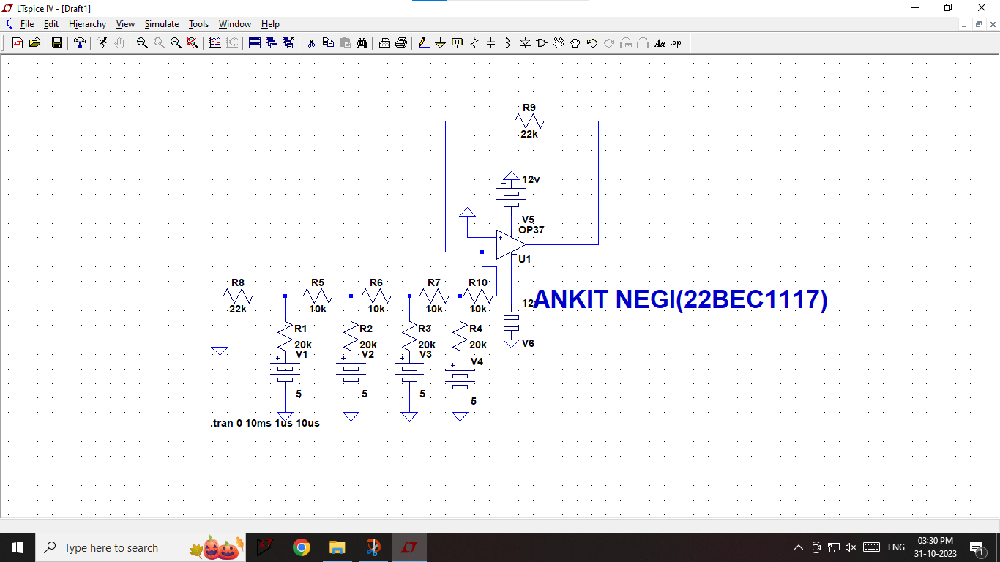 LTspice IV - [Draft1]
File Edit Hierarchy View Simulate Tools Window Help
Aa .op
R9
22k
12v
V5
OP37
U1
R8 R5 R6 R7 R10
22k 10k 10k 10k 10k
ANKIT NEGI(22BEC1117)
R1 R2 R3 R4
20k 20k 20k 20k
V6
V1 V2 V3 V4
5 5 5 5
.tran 0 10ms 1us 10us
Type here to search
ENG
03:30 PM
31-10-2023
1